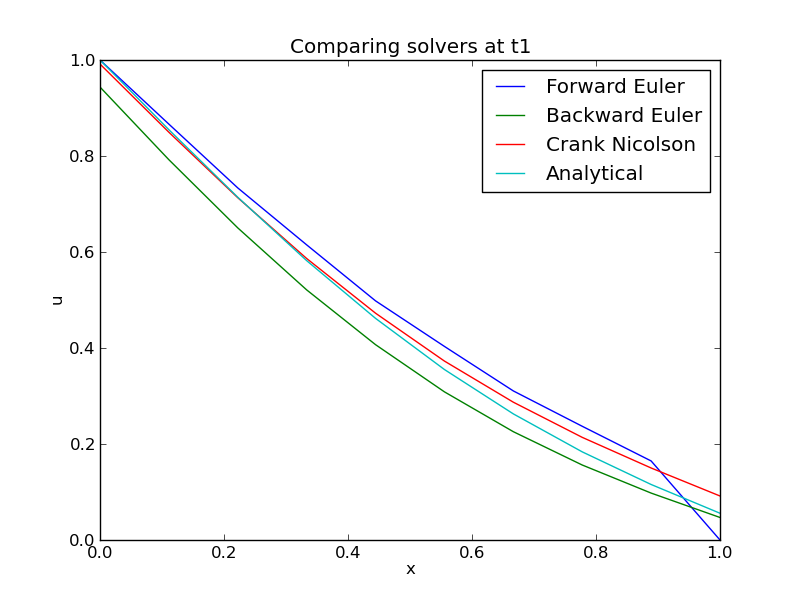 Comparing solvers at t1
Forward Euler
Backward Euler
Crank Nicolson
Analytical
1.0
0.8
0.6
0.4
0.2
0.0
u
0.0 0.2 0.4 0.6 0.8 1.0
x